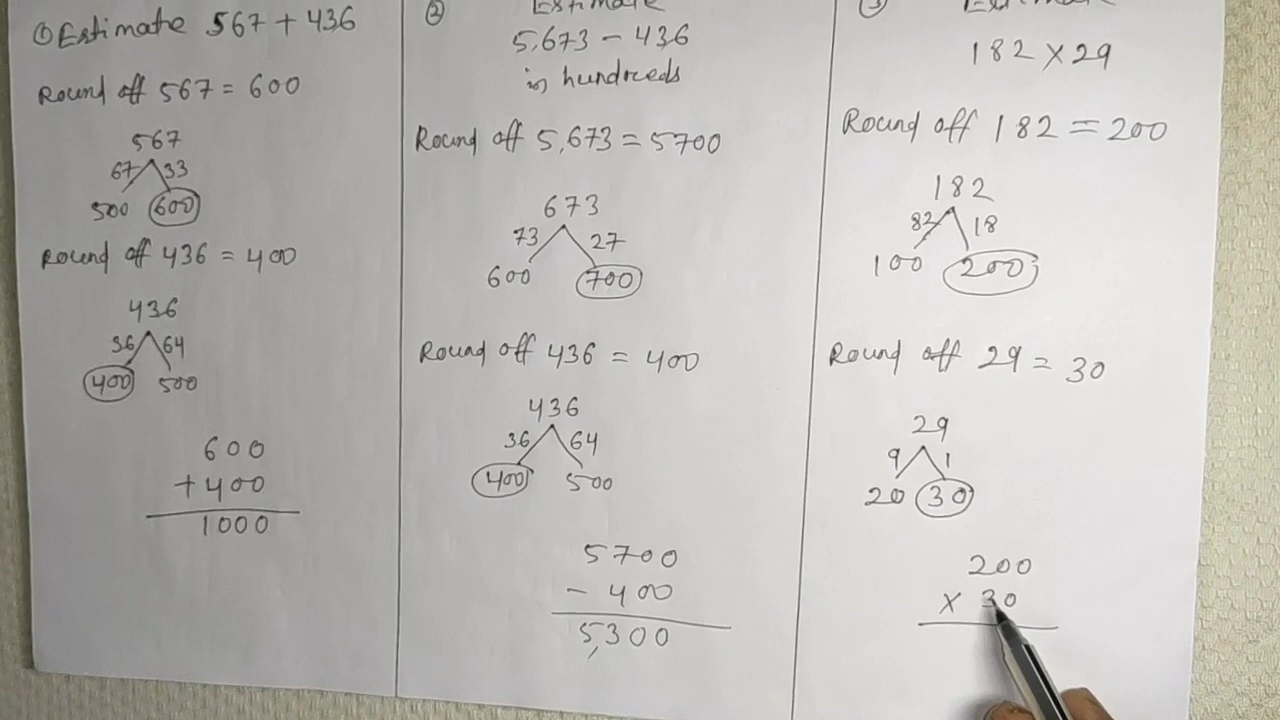 ① Estimate 567 + 436
Round off 567 = 600
567
67 33
500 600
Round off 436 = 400
436
36 64
400 500
600
+ 400
1000
② Estimate
5,673 - 436
in hundreds
Round off 5,673 = 5700
673
73 27
600 700
Round off 436 = 400
436
36 64
400 500
5700
- 400
5,300
③ Estimate
182 × 29
Round off 182 = 200
182
82 18
100 200
Round off 29 = 30
29
9 1
20 30
200
× 30